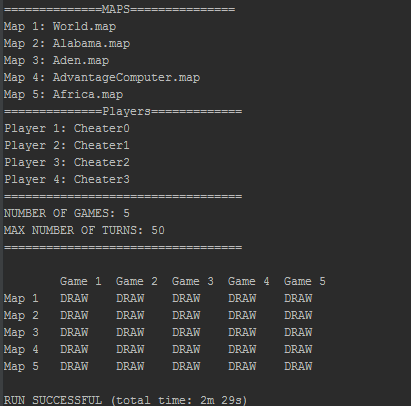 ==============MAPS===============
Map 1: World.map
Map 2: Alabama.map
Map 3: Aden.map
Map 4: AdvantageComputer.map
Map 5: Africa.map
==============Players=============
Player 1: Cheater0
Player 2: Cheater1
Player 3: Cheater2
Player 4: Cheater3
==================================
NUMBER OF GAMES: 5
MAX NUMBER OF TURNS: 50
==================================
Game 1 Game 2 Game 3 Game 4 Game 5
Map 1 DRAW DRAW DRAW DRAW DRAW
Map 2 DRAW DRAW DRAW DRAW DRAW
Map 3 DRAW DRAW DRAW DRAW DRAW
Map 4 DRAW DRAW DRAW DRAW DRAW
Map 5 DRAW DRAW DRAW DRAW DRAW
RUN SUCCESSFUL (total time: 2m 29s)